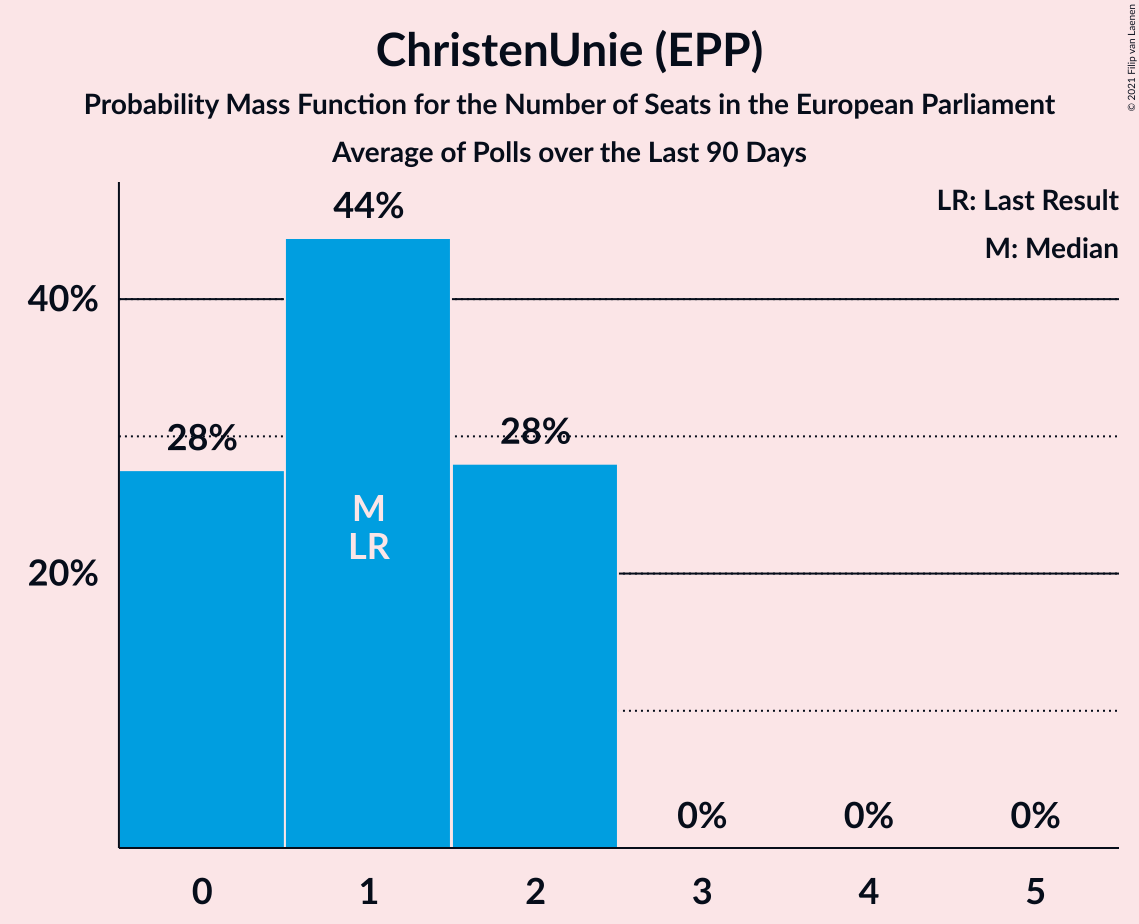 ChristenUnie (EPP)
Probability Mass Function for the Number of Seats in the European Parliament
Average of Polls over the Last 90 Days
© 2021 Filip van Laenen
LR: Last Result
M: Median
44%
40%
28%
28%
M
LR
20%
0%
0%
0%
0
1
2
3
4
5